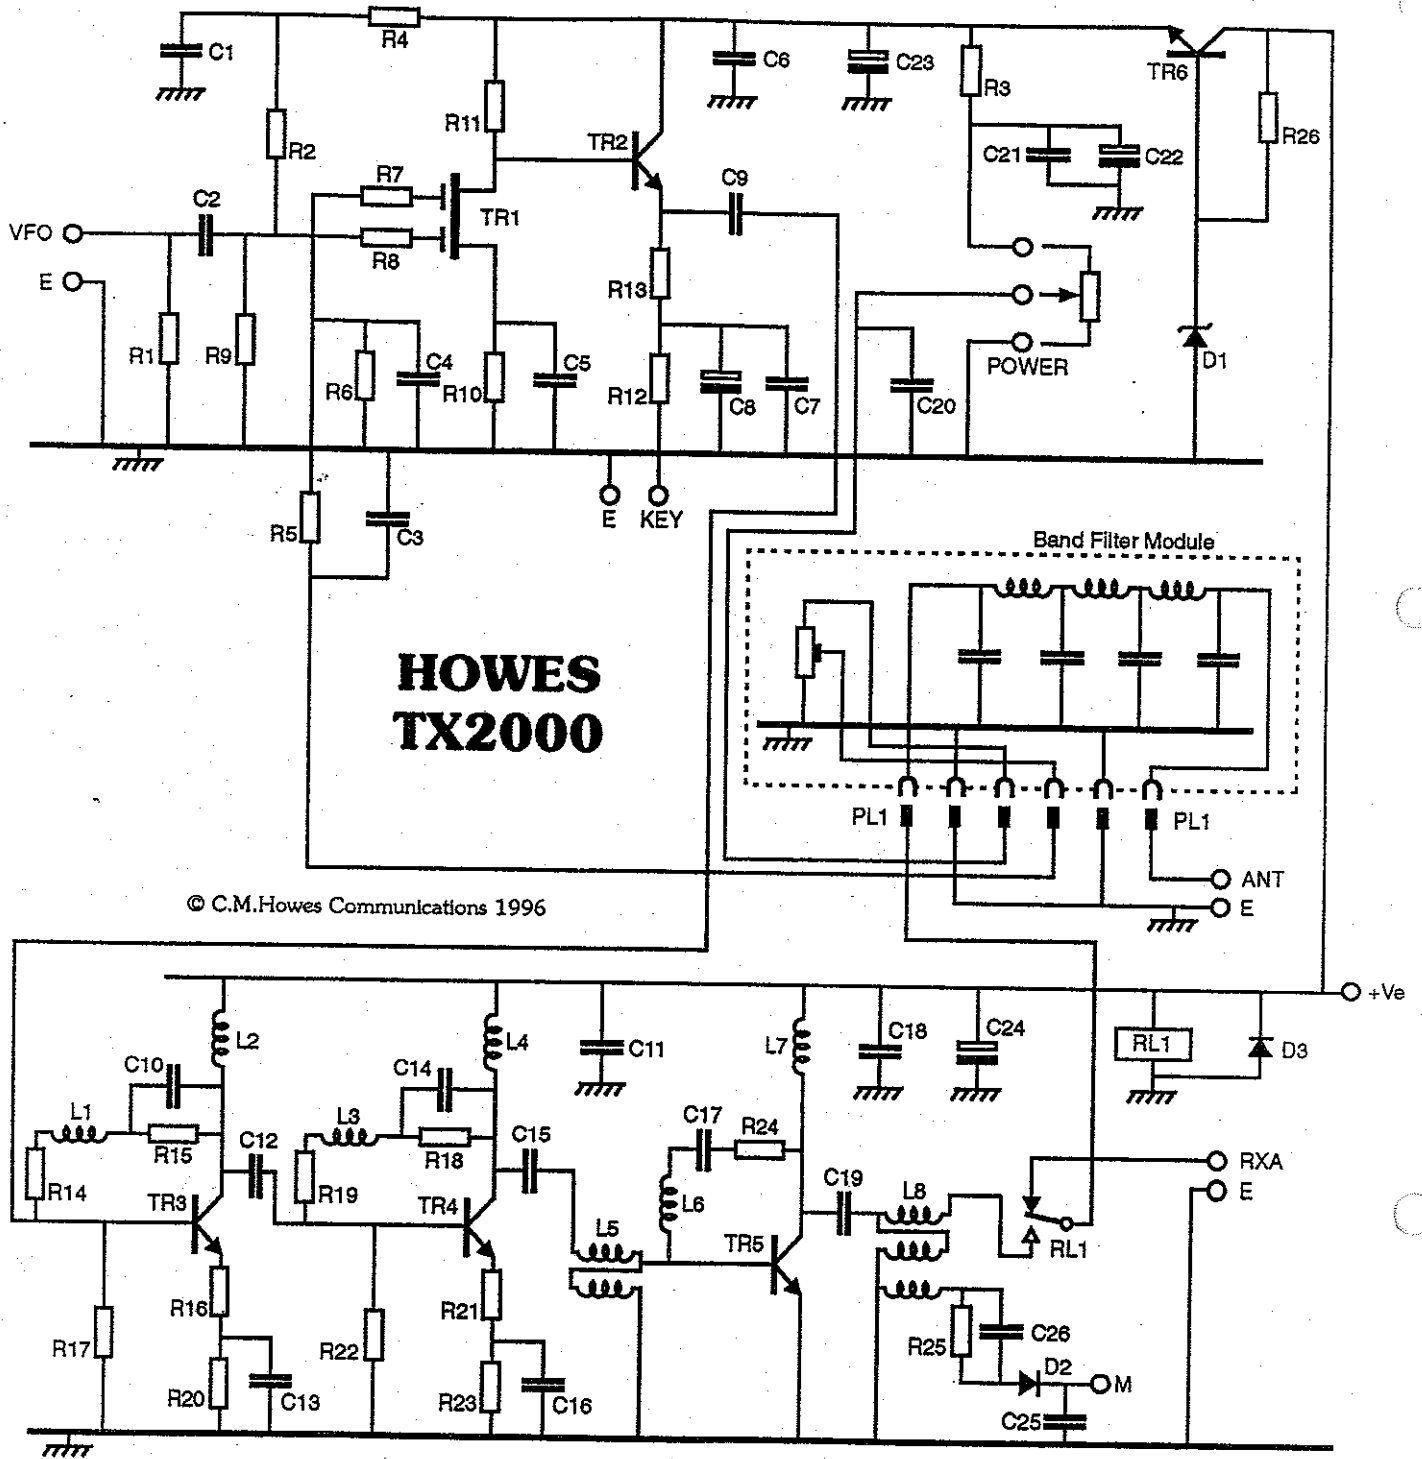 C1
R4
C6
C23
R3
TR6
R26
R11
TR2
R2
C21
C22
R7
C9
C2
TR1
VFO
R8
E
R13
R1
R9
R6
C4
R10
C5
R12
C8
C7
C20
POWER
D1
R5
C3
E
KEY
Band Filter Module
HOWES
TX2000
PL1
PL1
ANT
E
© C.M.Howes Communications 1996
+Ve
L2
L4
C11
L7
C18
C24
RL1
D3
C10
C14
L1
R15
C12
L3
R18
C15
C17
R24
R14
TR3
R19
TR4
L6
C19
L8
RXA
E
RL1
L5
TR5
R16
R21
R17
R22
R25
C26
D2
M
R20
C13
R23
C16
C25